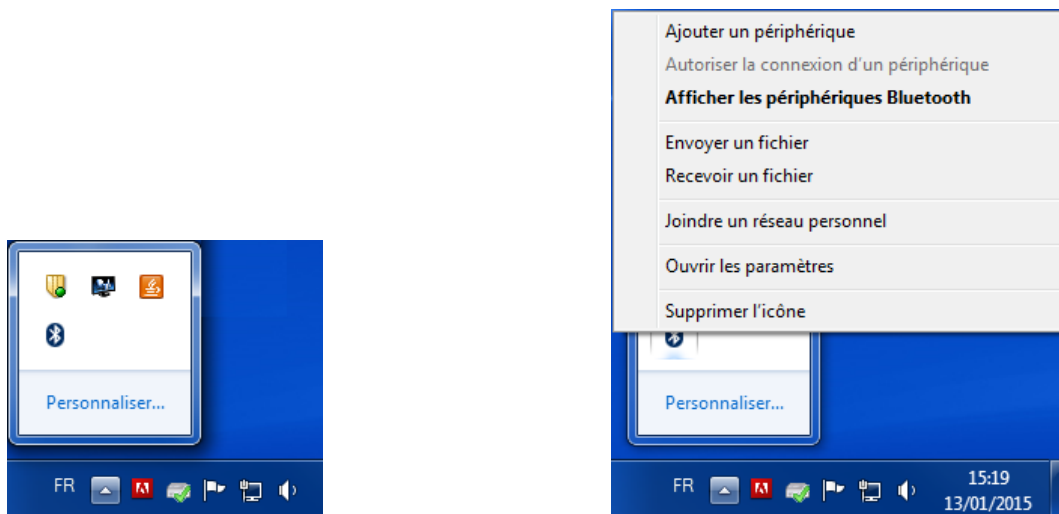 Personnaliser...
FR
Ajouter un périphérique
Autoriser la connexion d'un périphérique
Afficher les périphériques Bluetooth
Envoyer un fichier
Recevoir un fichier
Joindre un réseau personnel
Ouvrir les paramètres
Supprimer l'icône
Personnaliser...
FR
15:19
13/01/2015